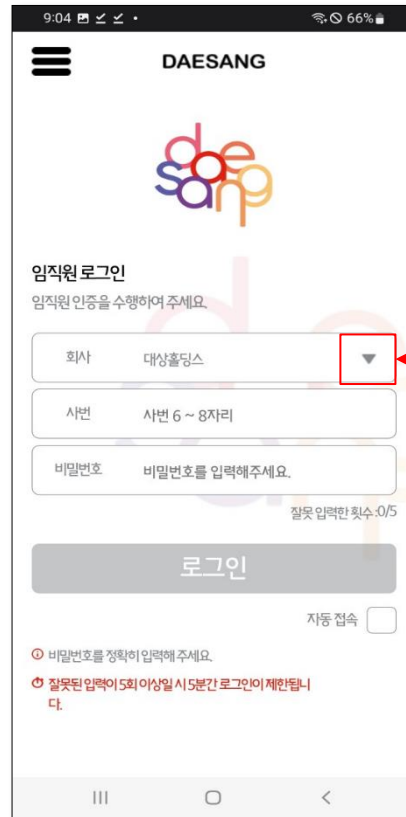 9:04
66%
DAESANG
daesang
임직원 로그인
임직원 인증을 수행하여 주세요.
회사 대상홀딩스
사번 사번 6 ~ 8자리
비밀번호 비밀번호를 입력해주세요.
잘못 입력한 횟수 :0/5
로그인
자동 접속
비밀번호를 정확히 입력해 주세요.
잘못된 입력이 5회 이상일 시 5분간 로그인이 제한됩니
다.